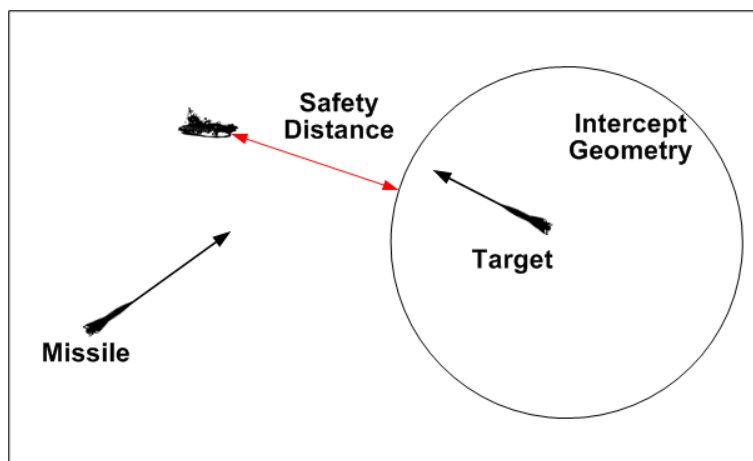 Safety
Distance
Intercept
Geometry
Target
Missile